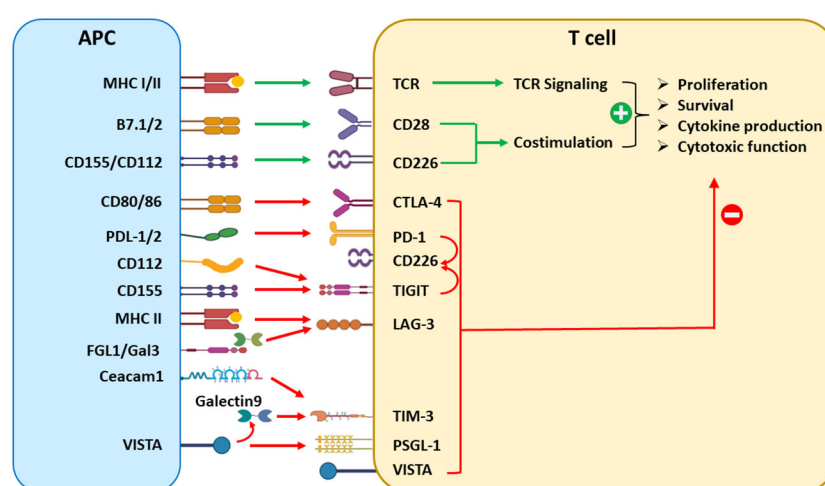 APC
T cell
MHC I/II
TCR
TCR Signaling
Proliferation
Survival
Cytokine production
Cytotoxic function
B7.1/2
CD28
Costimulation
CD155/CD112
CD226
CD80/86
CTLA-4
PDL-1/2
PD-1
CD226
CD112
CD155
TIGIT
MHC II
LAG-3
FGL1/Gal3
Ceacam1
Galectin9
TIM-3
VISTA
PSGL-1
VISTA